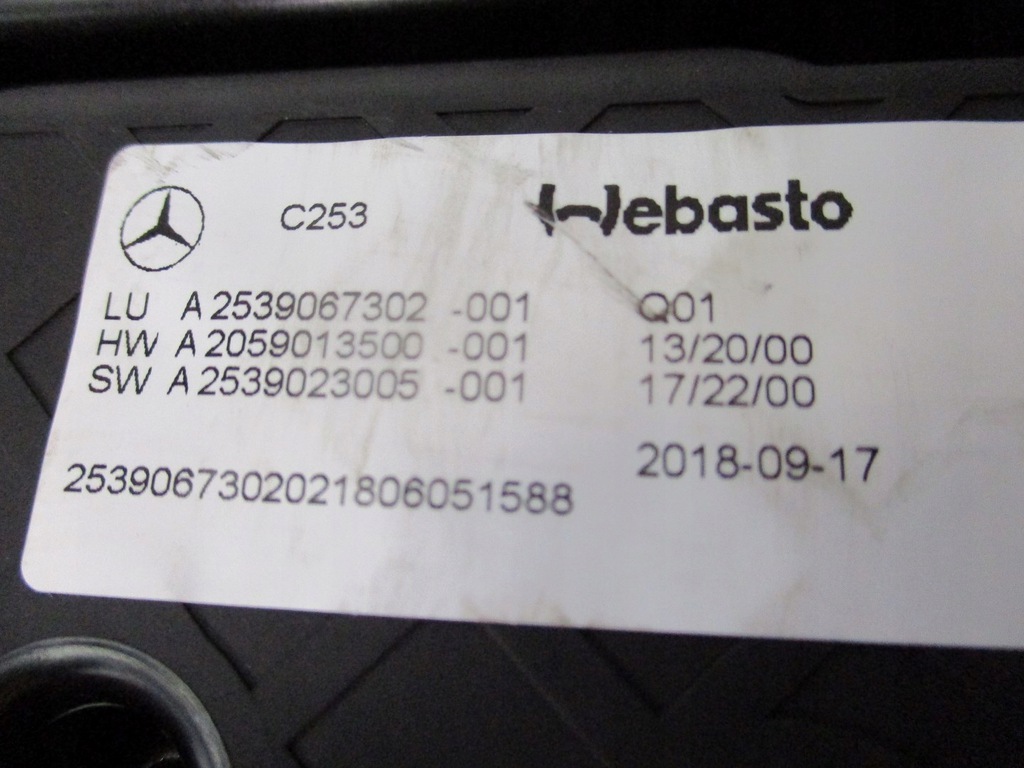 C253 Webasto
LU A2539067302 -001 Q01
HW A2059013500 -001 13/20/00
SW A2539023005 -001 17/22/00
2018-09-17
2539067302021806051588